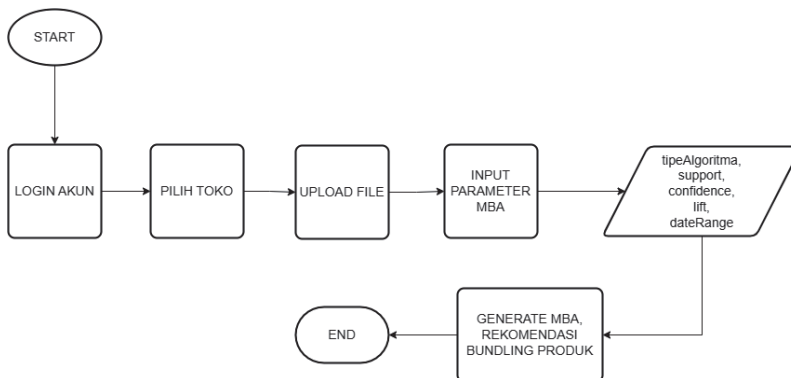 START
LOGIN AKUN
PILIH TOKO
UPLOAD FILE
INPUT
PARAMETER
MBA
tipeAlgoritma,
support,
confidence,
lift,
dateRange
GENERATE MBA,
REKOMENDASI
BUNDLING PRODUK
END